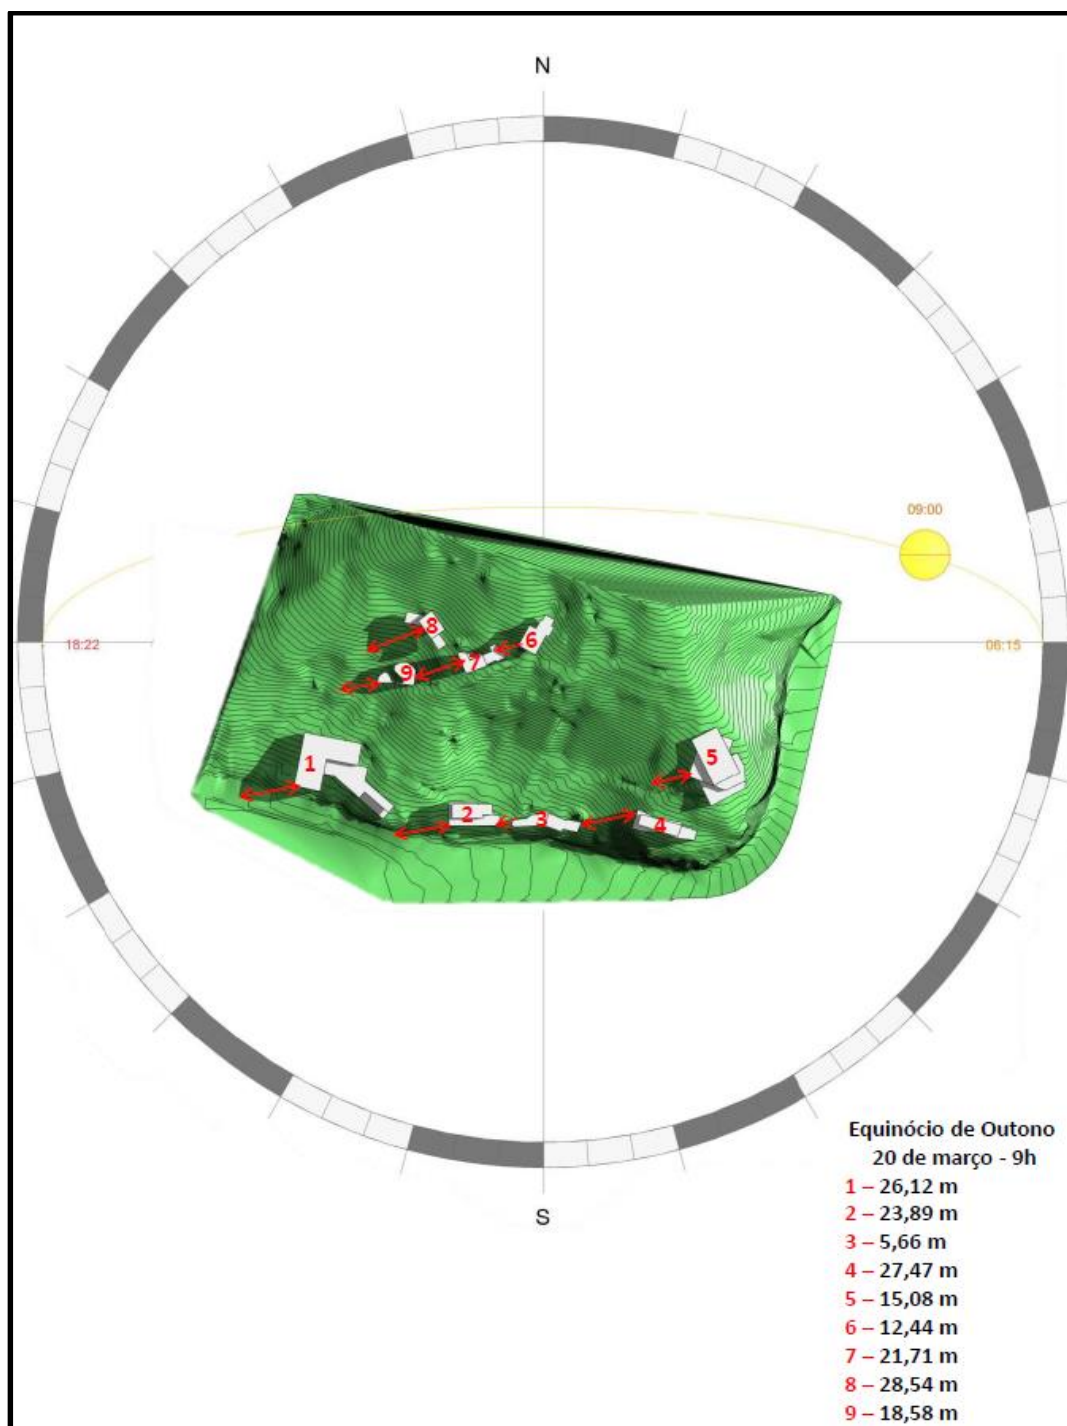 N
09:00
18:22
06:15
8
6
7
9
1
5
2
3
4
S
Equinócio de Outono
20 de março - 9h
1 – 26,12 m
2 – 23,89 m
3 – 5,66 m
4 – 27,47 m
5 – 15,08 m
6 – 12,44 m
7 – 21,71 m
8 – 28,54 m
9 – 18,58 m